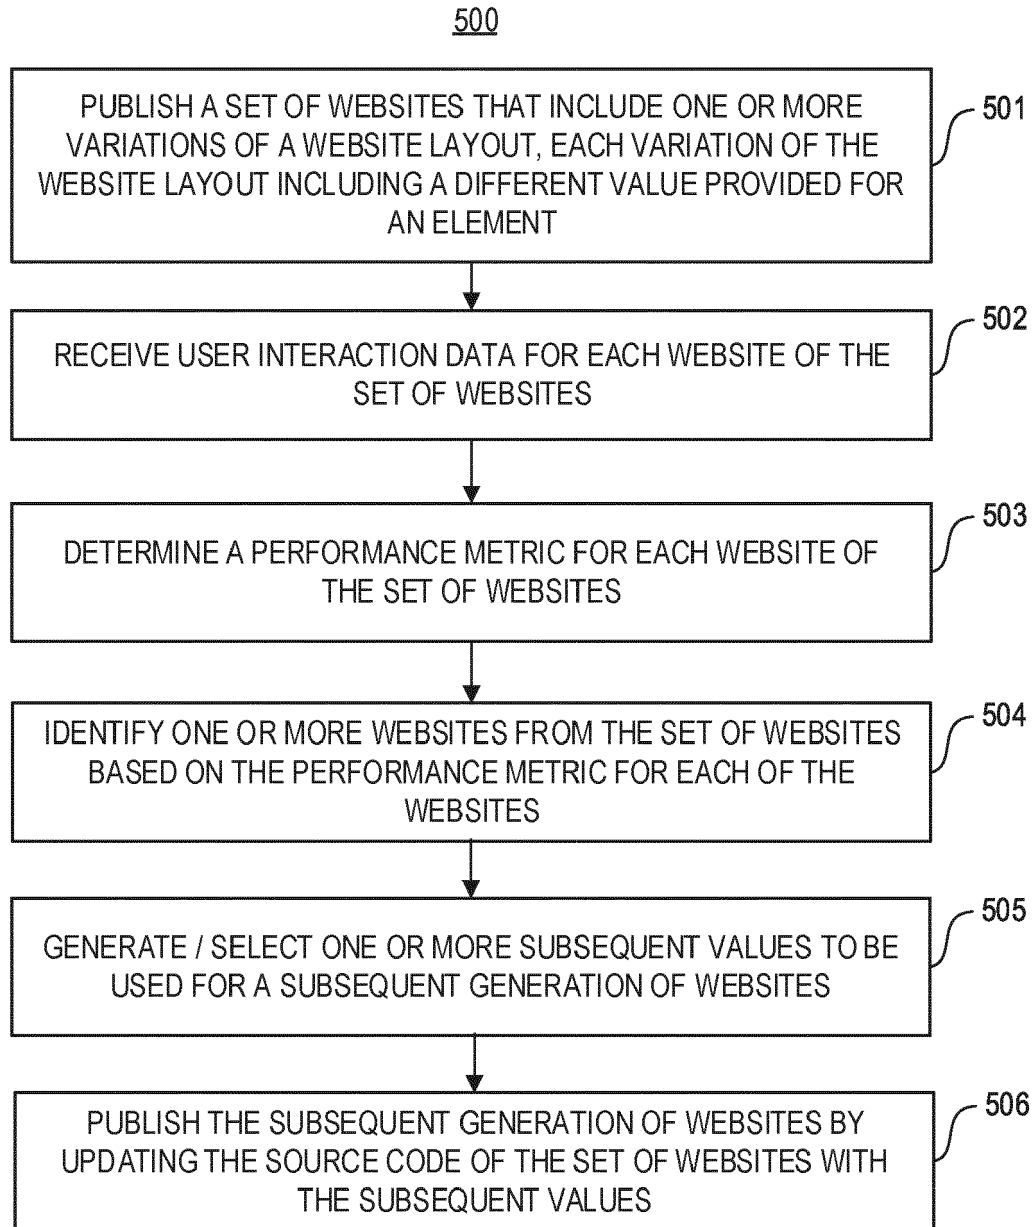 500
PUBLISH A SET OF WEBSITES THAT INCLUDE ONE OR MORE
VARIATIONS OF A WEBSITE LAYOUT, EACH VARIATION OF THE
WEBSITE LAYOUT INCLUDING A DIFFERENT VALUE PROVIDED FOR
AN ELEMENT
501
RECEIVE USER INTERACTION DATA FOR EACH WEBSITE OF THE
SET OF WEBSITES
502
DETERMINE A PERFORMANCE METRIC FOR EACH WEBSITE OF
THE SET OF WEBSITES
503
IDENTIFY ONE OR MORE WEBSITES FROM THE SET OF WEBSITES
BASED ON THE PERFORMANCE METRIC FOR EACH OF THE
WEBSITES
504
GENERATE / SELECT ONE OR MORE SUBSEQUENT VALUES TO BE
USED FOR A SUBSEQUENT GENERATION OF WEBSITES
505
PUBLISH THE SUBSEQUENT GENERATION OF WEBSITES BY
UPDATING THE SOURCE CODE OF THE SET OF WEBSITES WITH
THE SUBSEQUENT VALUES
506